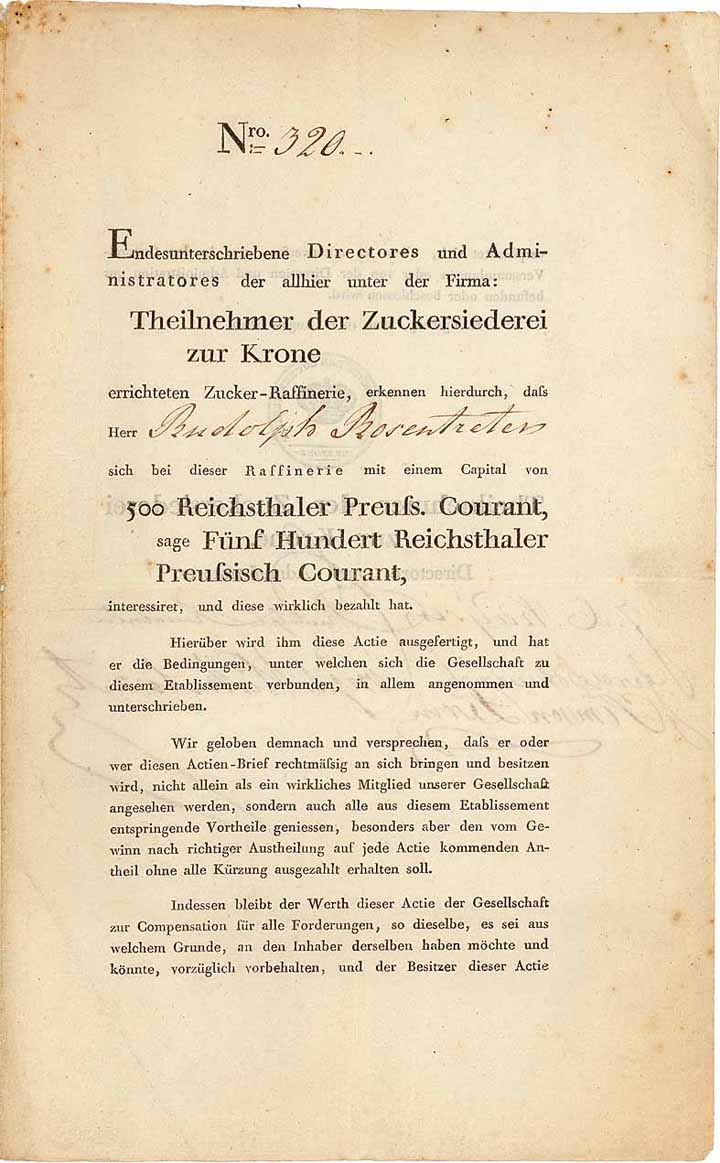 Nro. 320.
Endesunterschriebene Directores und Admi-
nistratores der allhier unter der Firma:
Theilnehmer der Zuckersiederei
zur Krone
errichteten Zucker-Raffinerie, erkennen hierdurch, daſs
Herr Rudolph Rosentreter
sich bei dieser Raffinerie mit einem Capital von
500 Reichsthaler Preuſs. Courant,
sage Fünf Hundert Reichsthaler
Preuſsisch Courant,
interessiret, und diese wirklich bezahlt hat.
Hierüber wird ihm diese Actie ausgefertigt, und hat
er die Bedingungen, unter welchen sich die Gesellschaft zu
diesem Etablissement verbunden, in allem angenommen und
unterschrieben.
Wir geloben demnach und versprechen, daſs er oder
wer diesen Actien-Brief rechtmäſsig an sich bringen und besitzen
wird, nicht allein als ein wirkliches Mitglied unserer Gesellschaft
angesehen werden, sondern auch alle aus diesem Etablissement
entspringende Vortheile geniessen, besonders aber den vom Ge-
winn nach richtiger Austheilung auf jede Actie kommenden An-
theil ohne alle Kürzung ausgezahlt erhalten soll.
Indessen bleibt der Werth dieser Actie der Gesellschaft
zur Compensation für alle Forderungen, so dieselbe, es sei aus
welchem Grunde, an den Inhaber derselben haben möchte und
könnte, vorzüglich vorbehalten, und der Besitzer dieser Actie